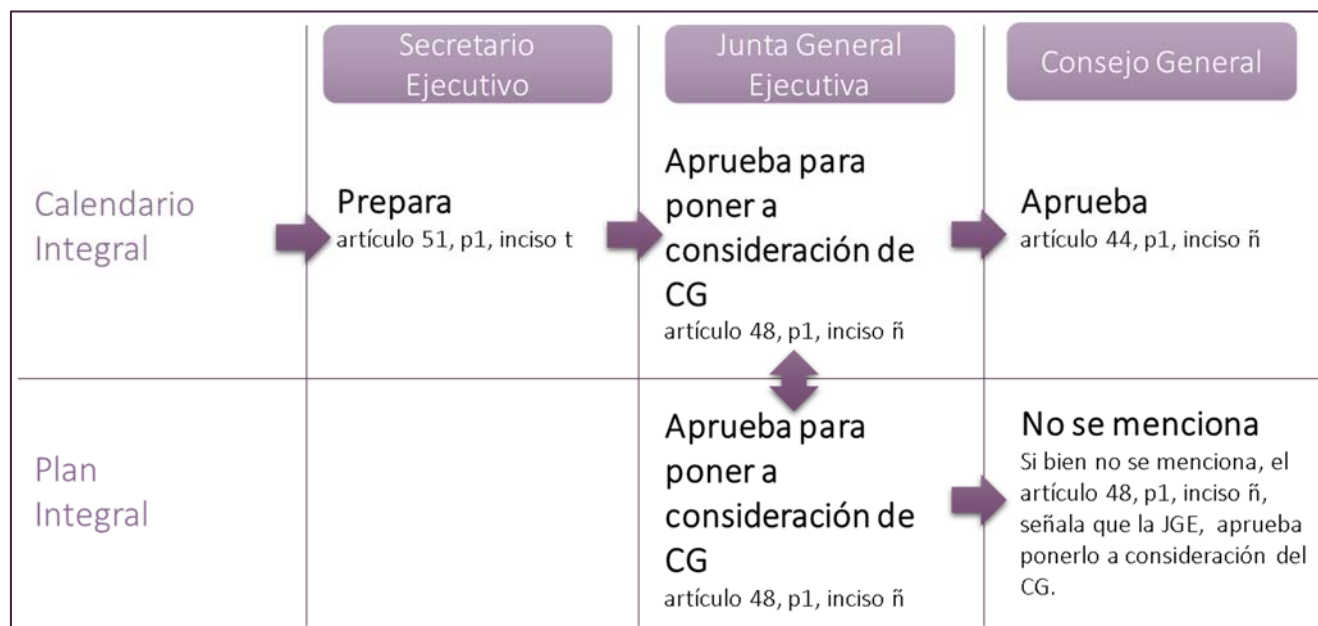 Secretario
Ejecutivo
Junta General
Ejecutiva
Consejo General
Calendario
Integral
Prepara
artículo 51, p1, inciso t
Aprueba para
poner a
consideración de
CG
artículo 48, p1, inciso ñ
Aprueba
artículo 44, p1, inciso ñ
Plan
Integral
Aprueba para
poner a
consideración de
CG
artículo 48, p1, inciso ñ
No se menciona
Si bien no se menciona, el
artículo 48, p1, inciso ñ,
señala que la JGE, aprueba
ponerlo a consideración del
CG.